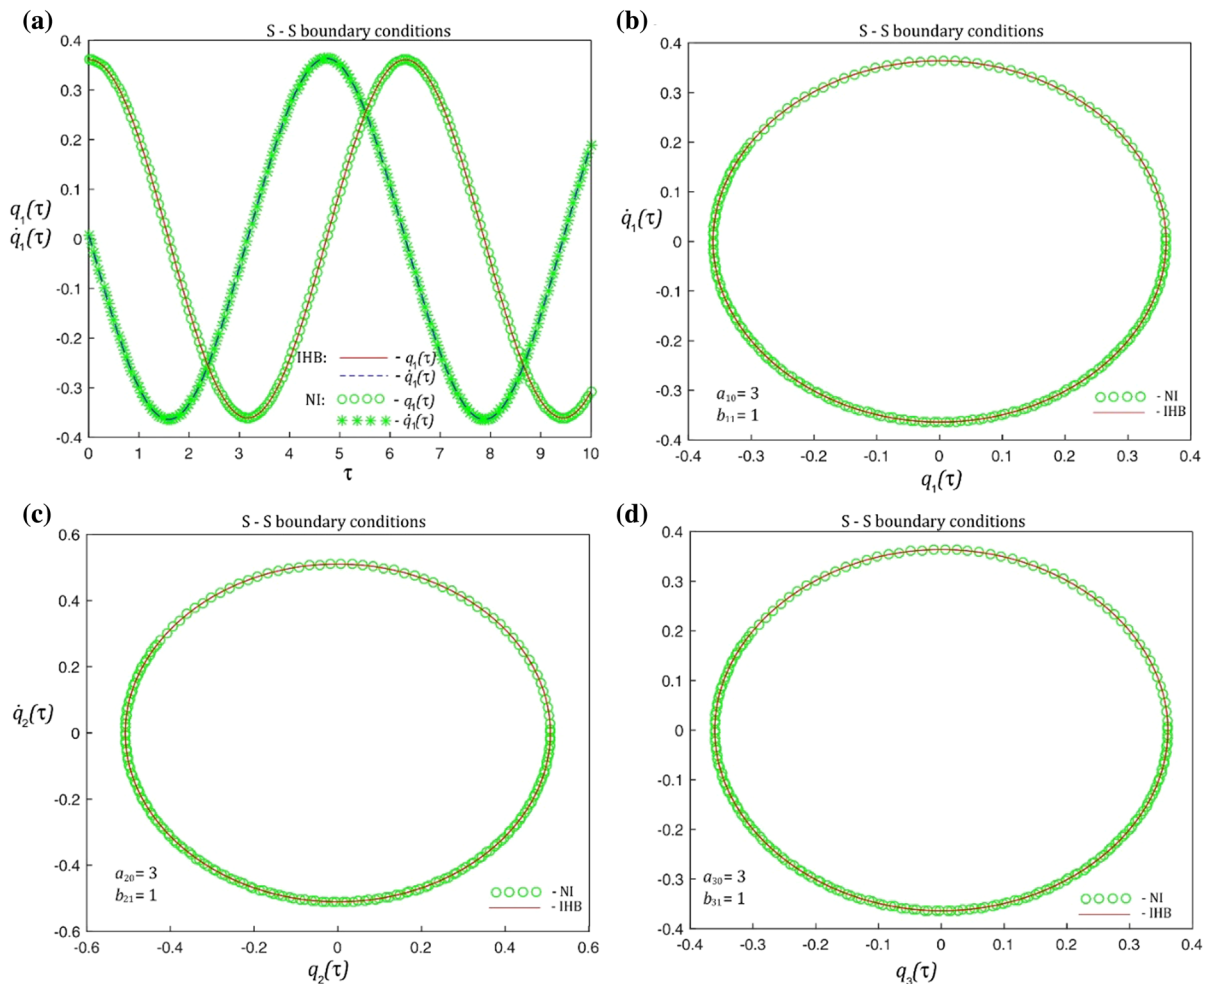 (a)
S - S boundary conditions
0.4
0.3
0.2
0.1
0
-0.1
-0.2
-0.3
-0.4
q₁(τ)
q̇₁(τ)
IHB: - q₁(τ)
- q̇₁(τ)
NI: - q₁(τ)
- q̇₁(τ)
0 1 2 3 4 5 6 7 8 9 10
τ
(b)
S - S boundary conditions
0.4
0.3
0.2
0.1
0
-0.1
-0.2
-0.3
-0.4
q̇₁(τ)
a₁₀ = 3
b₁₁ = 1
- NI
- IHB
-0.4 -0.3 -0.2 -0.1 0 0.1 0.2 0.3 0.4
q₁(τ)
(c)
S - S boundary conditions
0.6
0.4
0.2
0
-0.2
-0.4
-0.6
q̇₂(τ)
a₂₀ = 3
b₂₁ = 1
- NI
- IHB
-0.6 -0.4 -0.2 0 0.2 0.4 0.6
q₂(τ)
(d)
S - S boundary conditions
0.4
0.3
0.2
0.1
0
-0.1
-0.2
-0.3
-0.4
a₃₀ = 3
b₃₁ = 1
- NI
- IHB
-0.4 -0.3 -0.2 -0.1 0 0.1 0.2 0.3 0.4
q₃(τ)